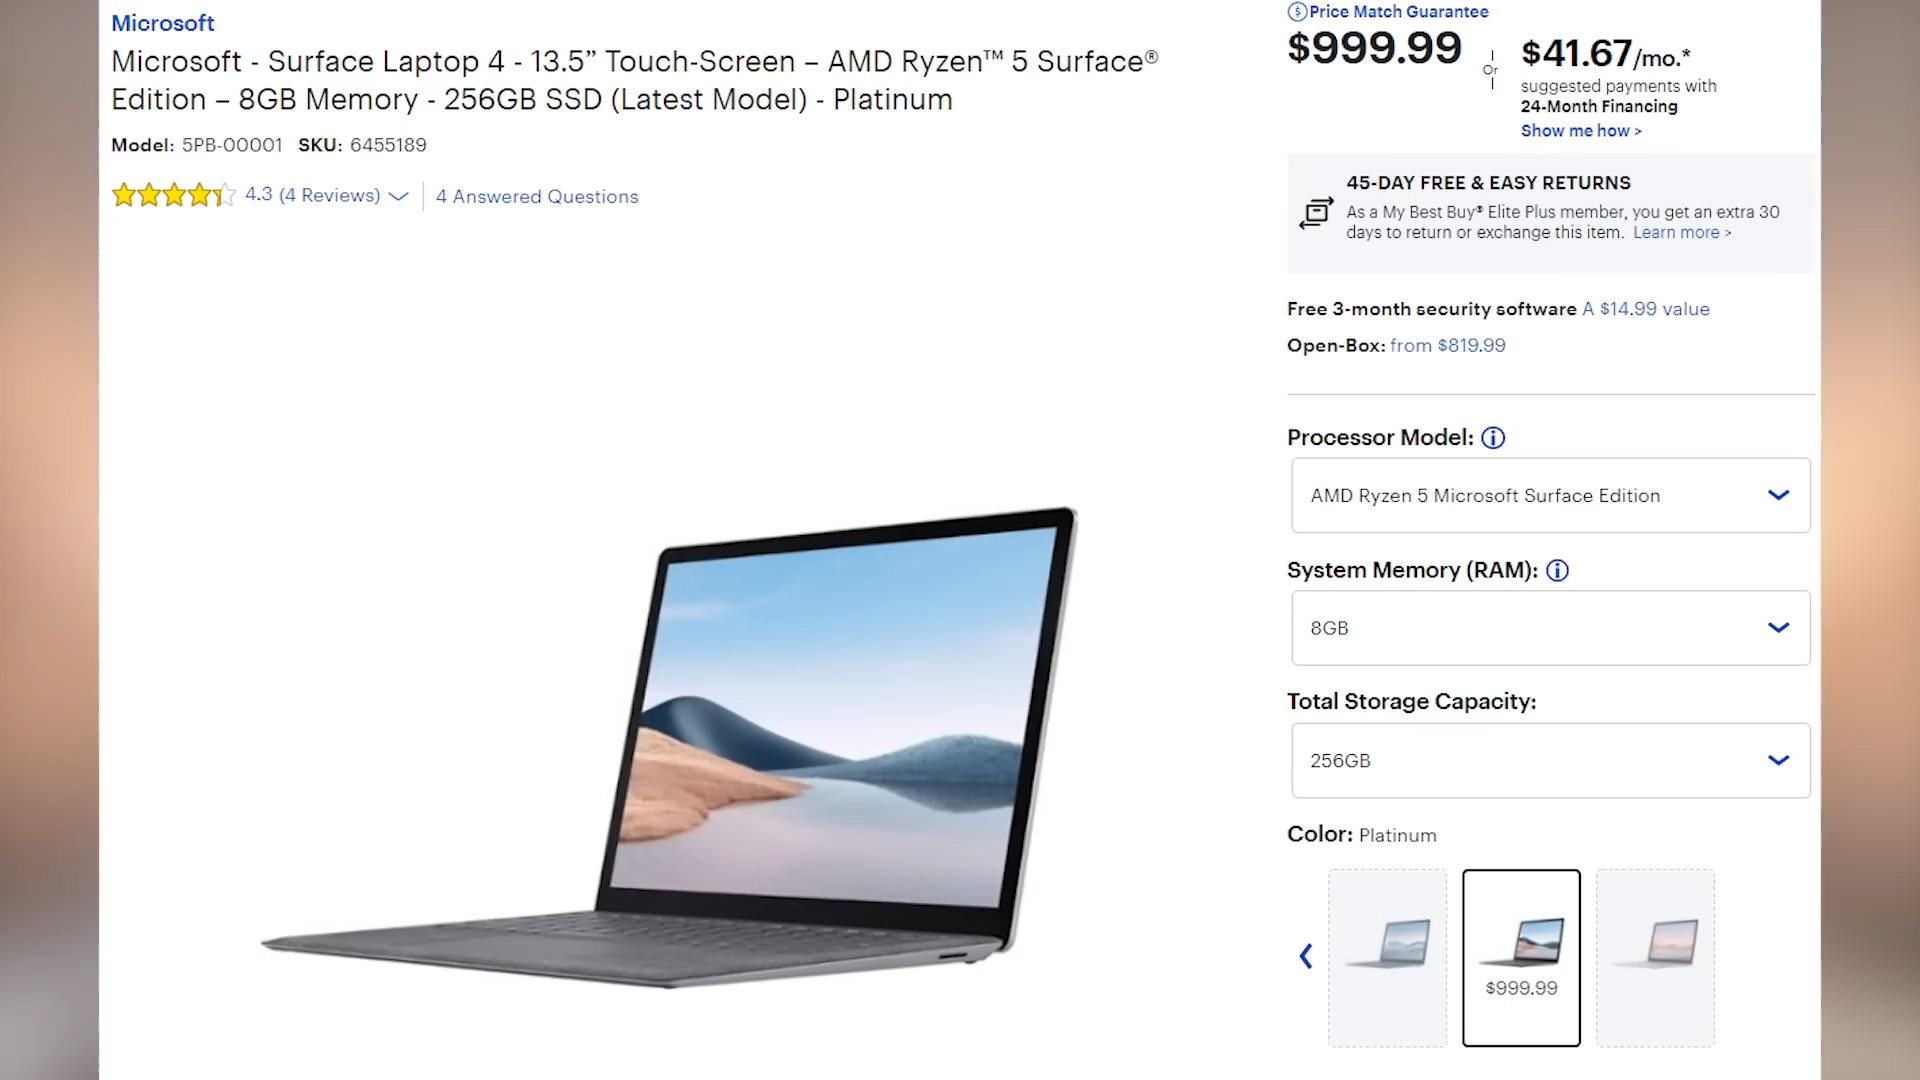 Microsoft
Microsoft - Surface Laptop 4 - 13.5” Touch-Screen – AMD Ryzen™ 5 Surface®
Edition – 8GB Memory - 256GB SSD (Latest Model) - Platinum
Model: 5PB-00001 SKU: 6455189
4.3 (4 Reviews)
4 Answered Questions
Price Match Guarantee
$999.99
Or
$41.67/mo.*
suggested payments with
24-Month Financing
Show me how >
45-DAY FREE & EASY RETURNS
As a My Best Buy® Elite Plus member, you get an extra 30
days to return or exchange this item. Learn more >
Free 3-month security software A $14.99 value
Open-Box: from $819.99
Processor Model:
AMD Ryzen 5 Microsoft Surface Edition
System Memory (RAM):
8GB
Total Storage Capacity:
256GB
Color: Platinum
$999.99